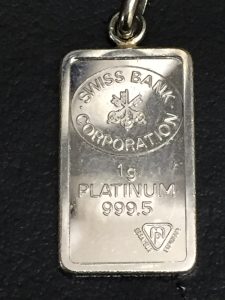 SWISS BANK
CORPORATION
1g
PLATINUM
999.5